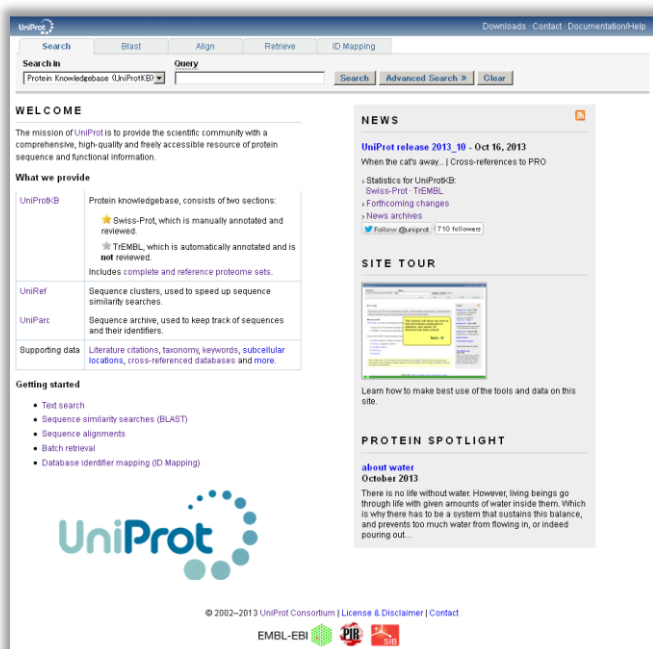 UniProt
Downloads · Contact · Documentation/Help
Search Blast Align Retrieve ID Mapping
Search in Query
Protein Knowledgebase (UniProtKB) Search Advanced Search » Clear
WELCOME
The mission of UniProt is to provide the scientific community with a
comprehensive, high-quality and freely accessible resource of protein
sequence and functional information.
What we provide
UniProtKB Protein knowledgebase, consists of two sections:
Swiss-Prot, which is manually annotated and
reviewed.
TrEMBL, which is automatically annotated and is
not reviewed.
Includes complete and reference proteome sets.
UniRef Sequence clusters, used to speed up sequence
similarity searches.
UniParc Sequence archive, used to keep track of sequences
and their identifiers.
Supporting data Literature citations, taxonomy, keywords, subcellular
locations, cross-referenced databases and more.
Getting started
• Text search
• Sequence similarity searches (BLAST)
• Sequence alignments
• Batch retrieval
• Database identifier mapping (ID Mapping)
UniProt
NEWS
UniProt release 2013_10 - Oct 16, 2013
When the cat's away... | Cross-references to PRO
› Statistics for UniProtKB:
Swiss-Prot · TrEMBL
› Forthcoming changes
› News archives
Follow @uniprot 710 followers
SITE TOUR
Learn how to make best use of the tools and data on this
site.
PROTEIN SPOTLIGHT
about water
October 2013
There is no life without water. However, living beings go
through life with given amounts of water inside them. Which
is why there has to be a system that sustains this balance,
and prevents too much water from flowing in, or indeed
pouring out...
© 2002–2013 UniProt Consortium | License & Disclaimer | Contact
EMBL-EBI PIR SIB